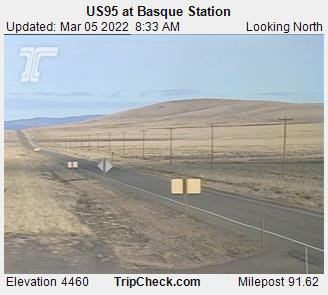 US95 at Basque Station
Updated: Mar 05 2022 8:33 AM Looking North
Elevation 4460 TripCheck.com Milepost 91.62